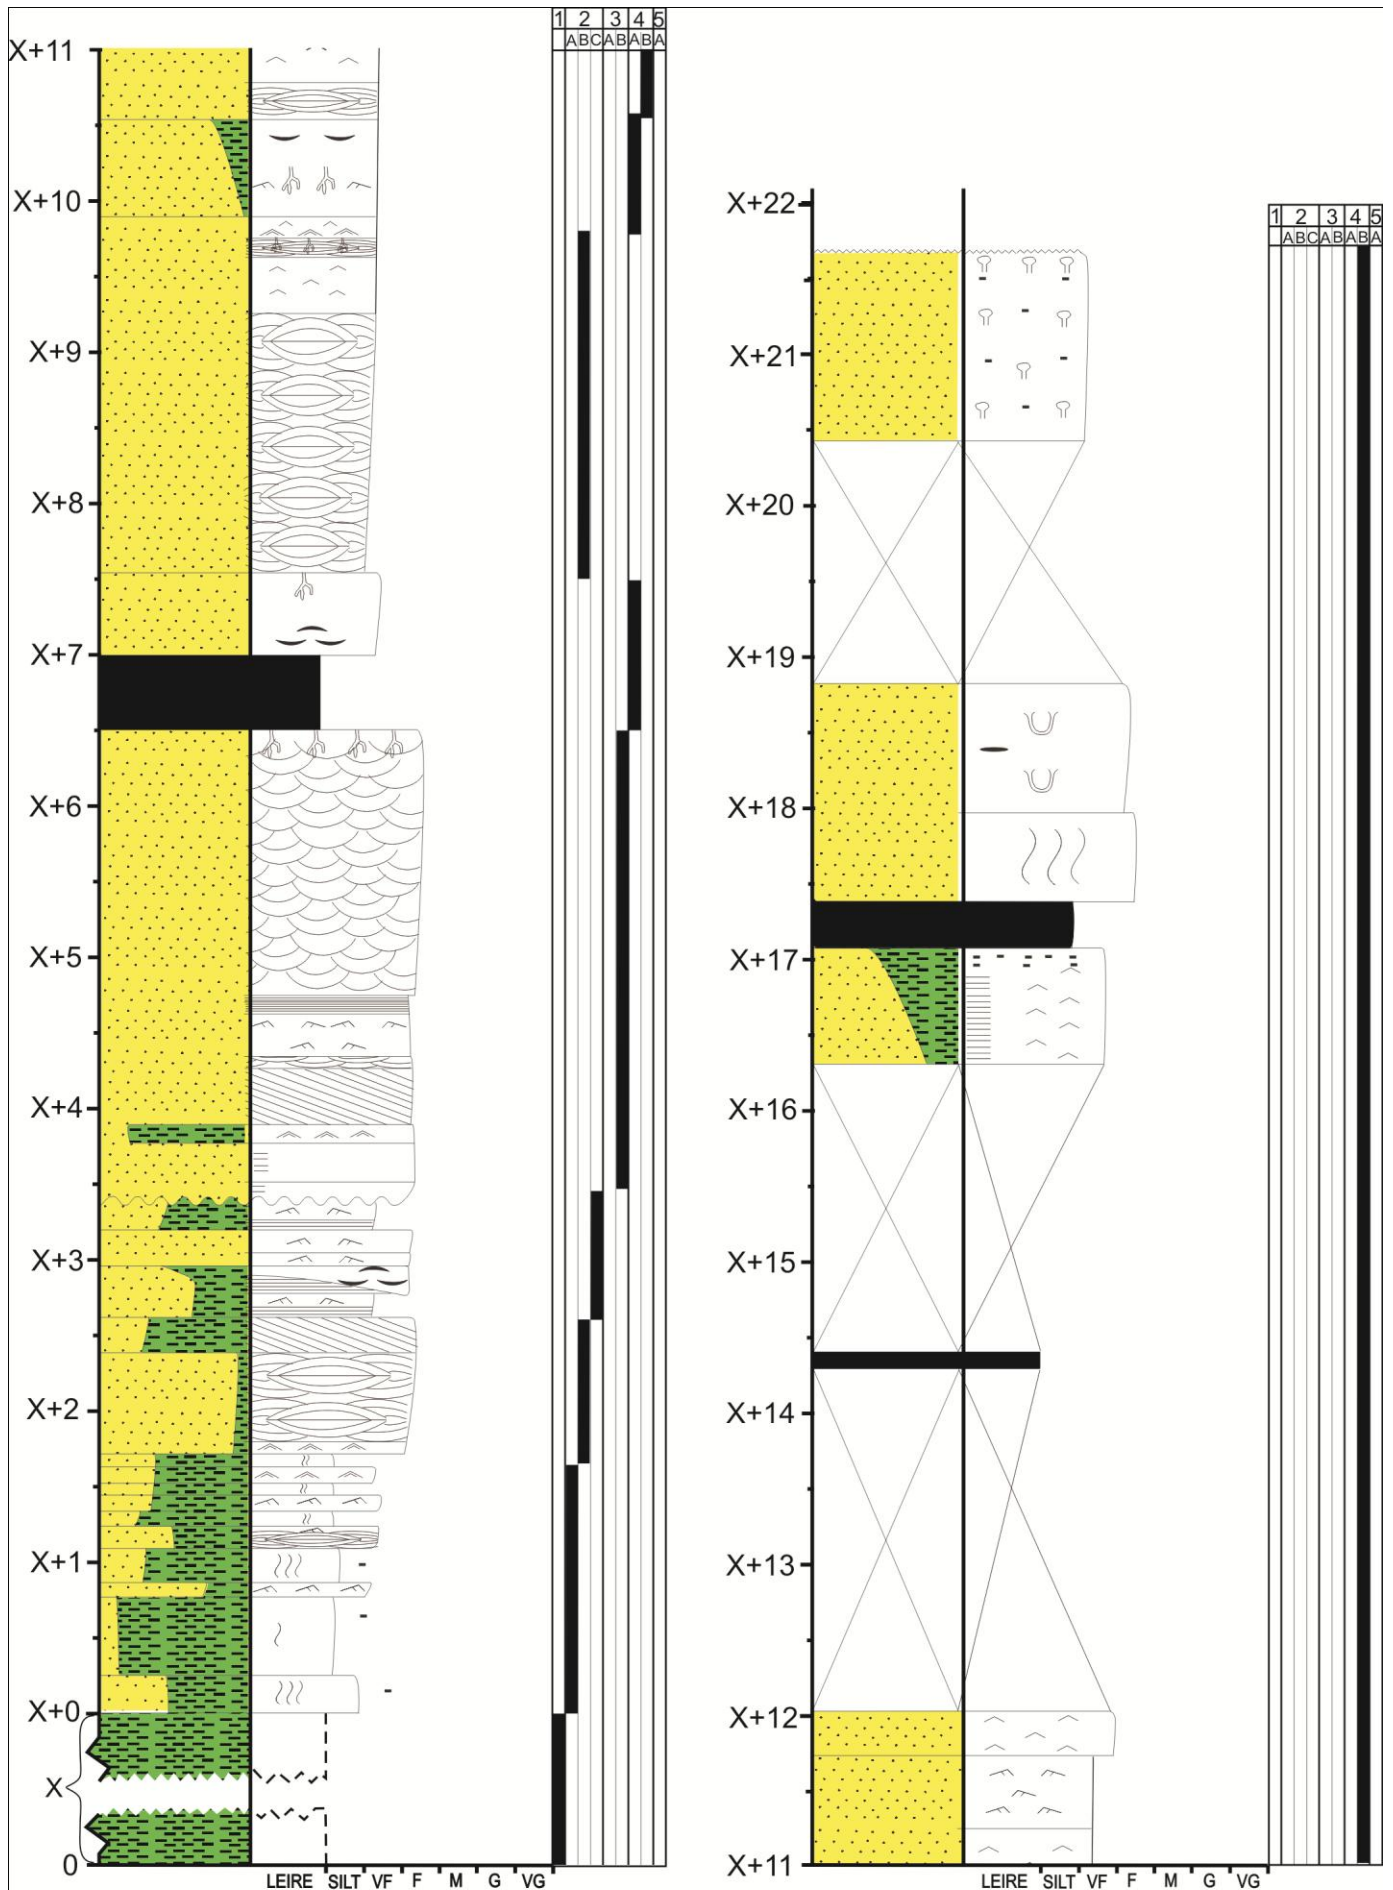 1 2 3 4 5
A B C A B A B A
X+11
X+10
X+9
X+8
X+7
X+6
X+5
X+4
X+3
X+2
X+1
X+0
X
0
LEIRE SILT VF F M G VG
1 2 3 4 5
A B C A B A B A
X+22
X+21
X+20
X+19
X+18
X+17
X+16
X+15
X+14
X+13
X+12
X+11
LEIRE SILT VF F M G VG